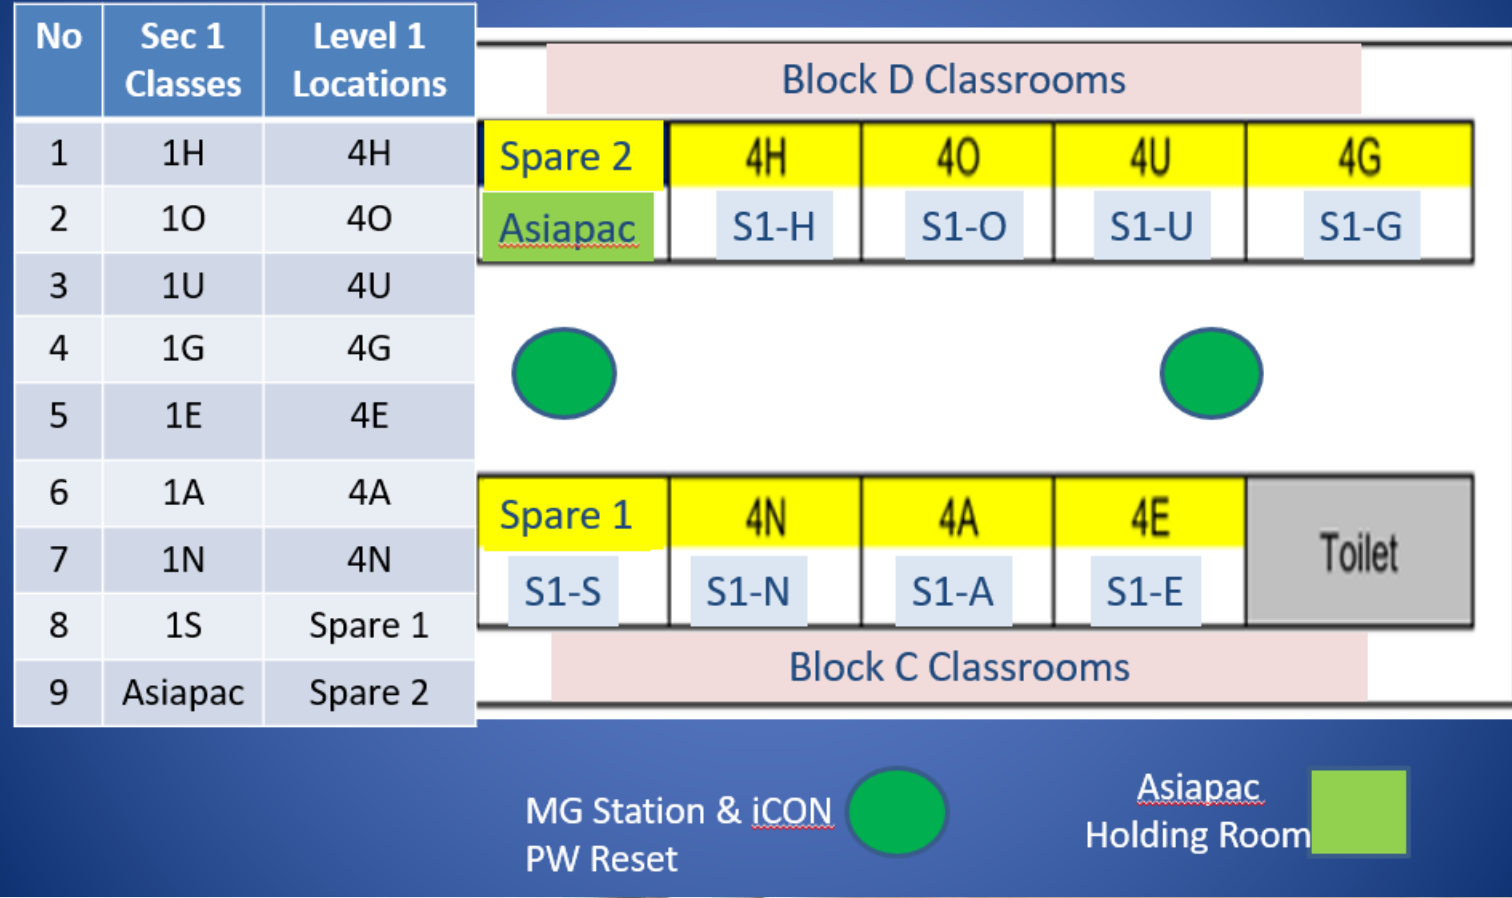 No Sec 1 Classes Level 1 Locations
1 1H 4H
2 1O 4O
3 1U 4U
4 1G 4G
5 1E 4E
6 1A 4A
7 1N 4N
8 1S Spare 1
9 Asiapac Spare 2
Block D Classrooms
Spare 2 4H 4O 4U 4G
Asiapac S1-H S1-O S1-U S1-G
Spare 1 4N 4A 4E Toilet
S1-S S1-N S1-A S1-E
Block C Classrooms
MG Station & iCON
PW Reset
Asiapac
Holding Room